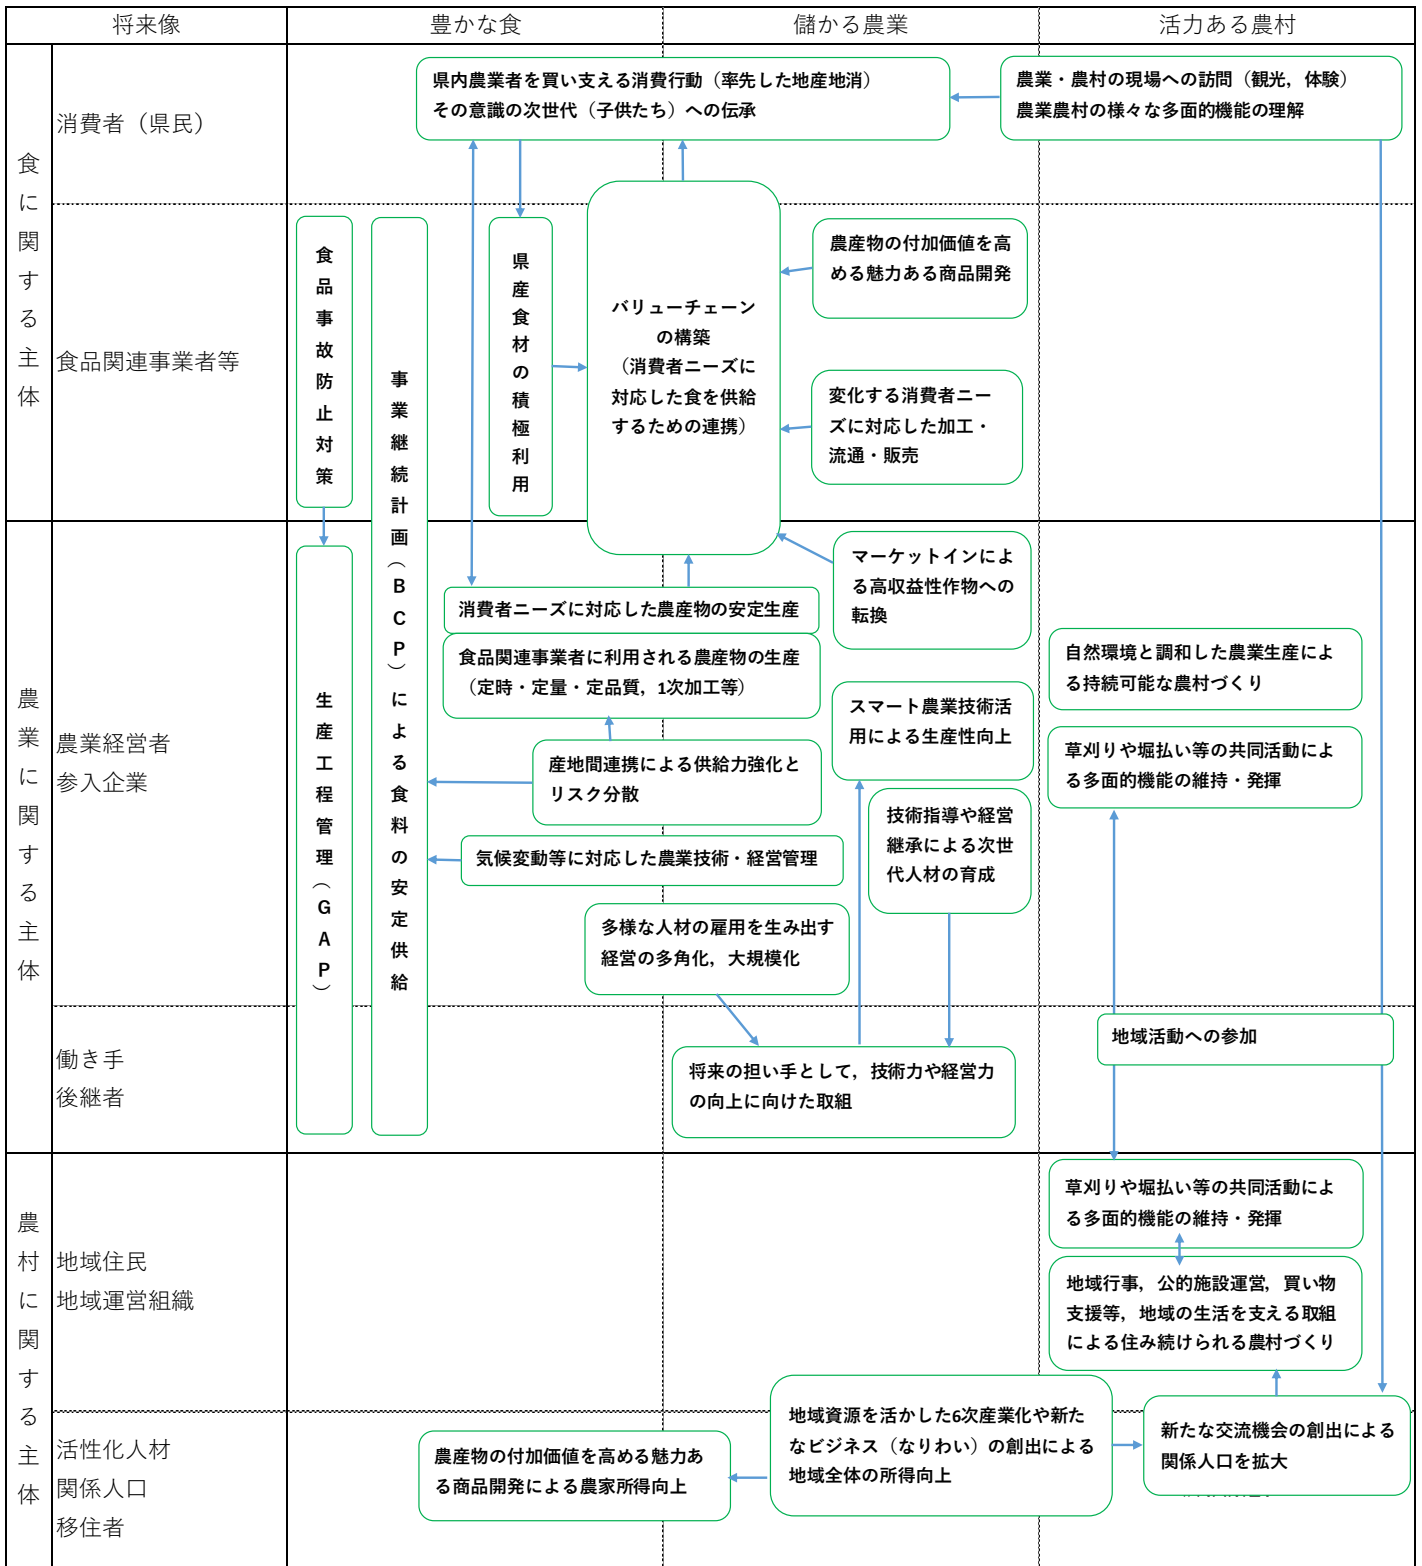 将来像
豊かな食
儲かる農業
活力ある農村
食に関する主体
消費者（県民）
県内農業者を買い支える消費行動（率先した地産地消）
その意識の次世代（子供たち）への伝承
農業・農村の現場への訪問（観光，体験）
農業農村の様々な多面的機能の理解
食品関連事業者等
食品事故防止対策
事業継続計画（BCP）による食料の安定供給
県産食材の積極利用
バリューチェーン
の構築
（消費者ニーズに
対応した食を供給
するための連携）
農産物の付加価値を高
める魅力ある商品開発
変化する消費者ニー
ズに対応した加工・
流通・販売
農業に関する主体
農業経営者
参入企業
生産工程管理（GAP）
消費者ニーズに対応した農産物の安定生産
食品関連事業者に利用される農産物の生産
（定時・定量・定品質，1次加工等）
マーケットインによ
る高収益性作物への
転換
自然環境と調和した農業生産によ
る持続可能な農村づくり
スマート農業技術活
用による生産性向上
草刈りや堀払い等の共同活動によ
る多面的機能の維持・発揮
産地間連携による供給力強化と
リスク分散
技術指導や経営
継承による次世
代人材の育成
気候変動等に対応した農業技術・経営管理
多様な人材の雇用を生み出す
経営の多角化，大規模化
働き手
後継者
地域活動への参加
将来の担い手として，技術力や経営力
の向上に向けた取組
農村に関する主体
地域住民
地域運営組織
草刈りや堀払い等の共同活動によ
る多面的機能の維持・発揮
地域行事，公的施設運営，買い物
支援等，地域の生活を支える取組
による住み続けられる農村づくり
活性化人材
関係人口
移住者
農産物の付加価値を高める魅力あ
る商品開発による農家所得向上
地域資源を活かした6次産業化や新た
なビジネス（なりわい）の創出による
地域全体の所得向上
新たな交流機会の創出による
関係人口を拡大